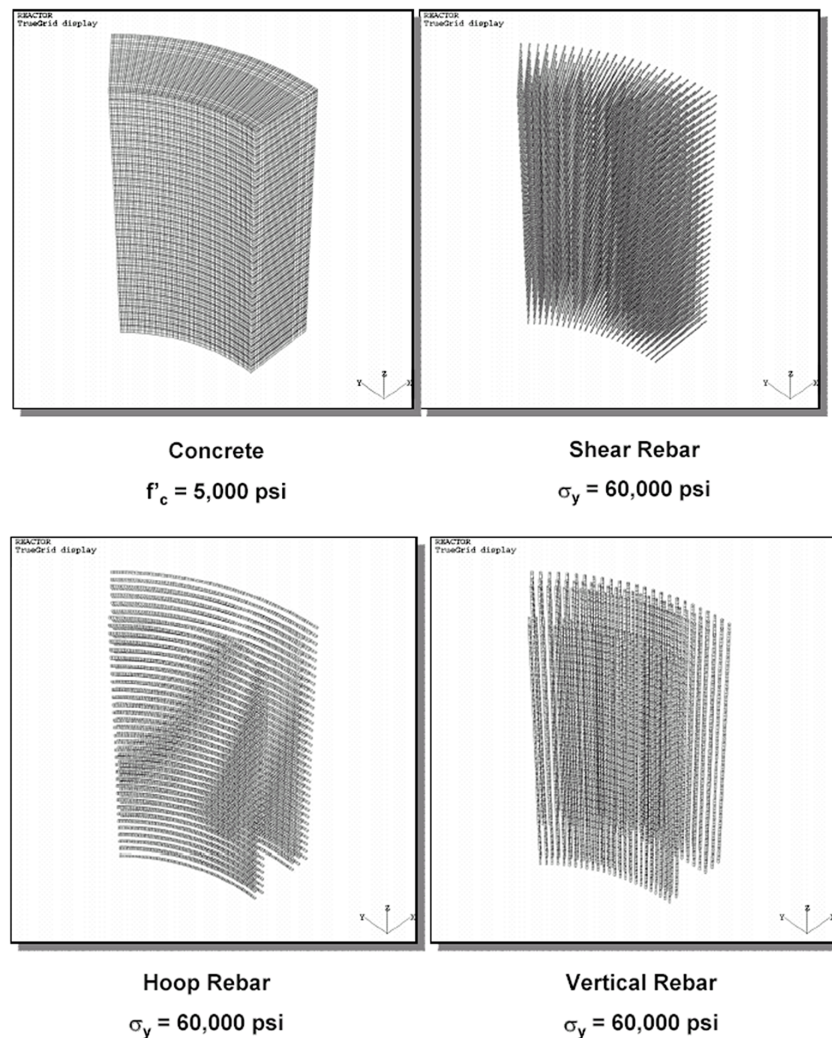 REACTOR
TrueGrid display
Z
Y
X
REACTOR
TrueGrid display
Z
Y
X
Concrete
f'c = 5,000 psi
Shear Rebar
σy = 60,000 psi
REACTOR
TrueGrid display
Z
Y
X
REACTOR
TrueGrid display
Z
Y
X
Hoop Rebar
σy = 60,000 psi
Vertical Rebar
σy = 60,000 psi